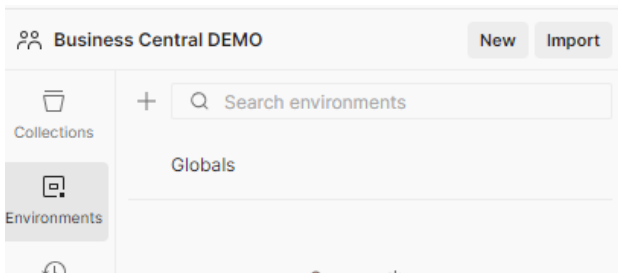 Business Central DEMO
New
Import
Search environments
Collections
Globals
Environments